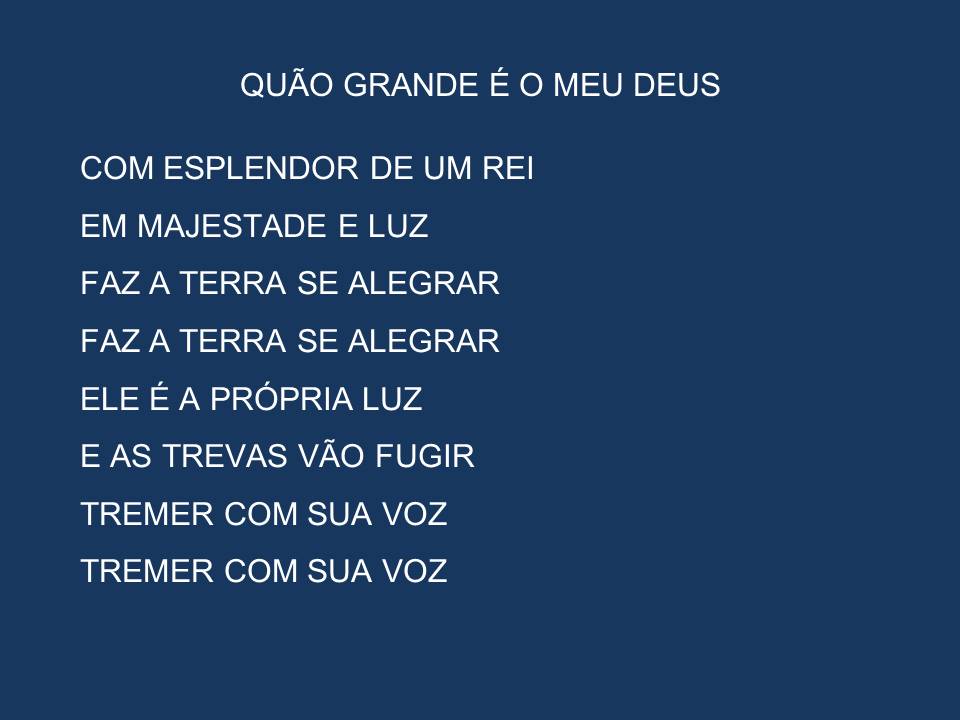 QUÃO GRANDE É O MEU DEUS
COM ESPLENDOR DE UM REI
EM MAJESTADE E LUZ
FAZ A TERRA SE ALEGRAR
FAZ A TERRA SE ALEGRAR
ELE É A PRÓPRIA LUZ
E AS TREVAS VÃO FUGIR
TREMER COM SUA VOZ
TREMER COM SUA VOZ